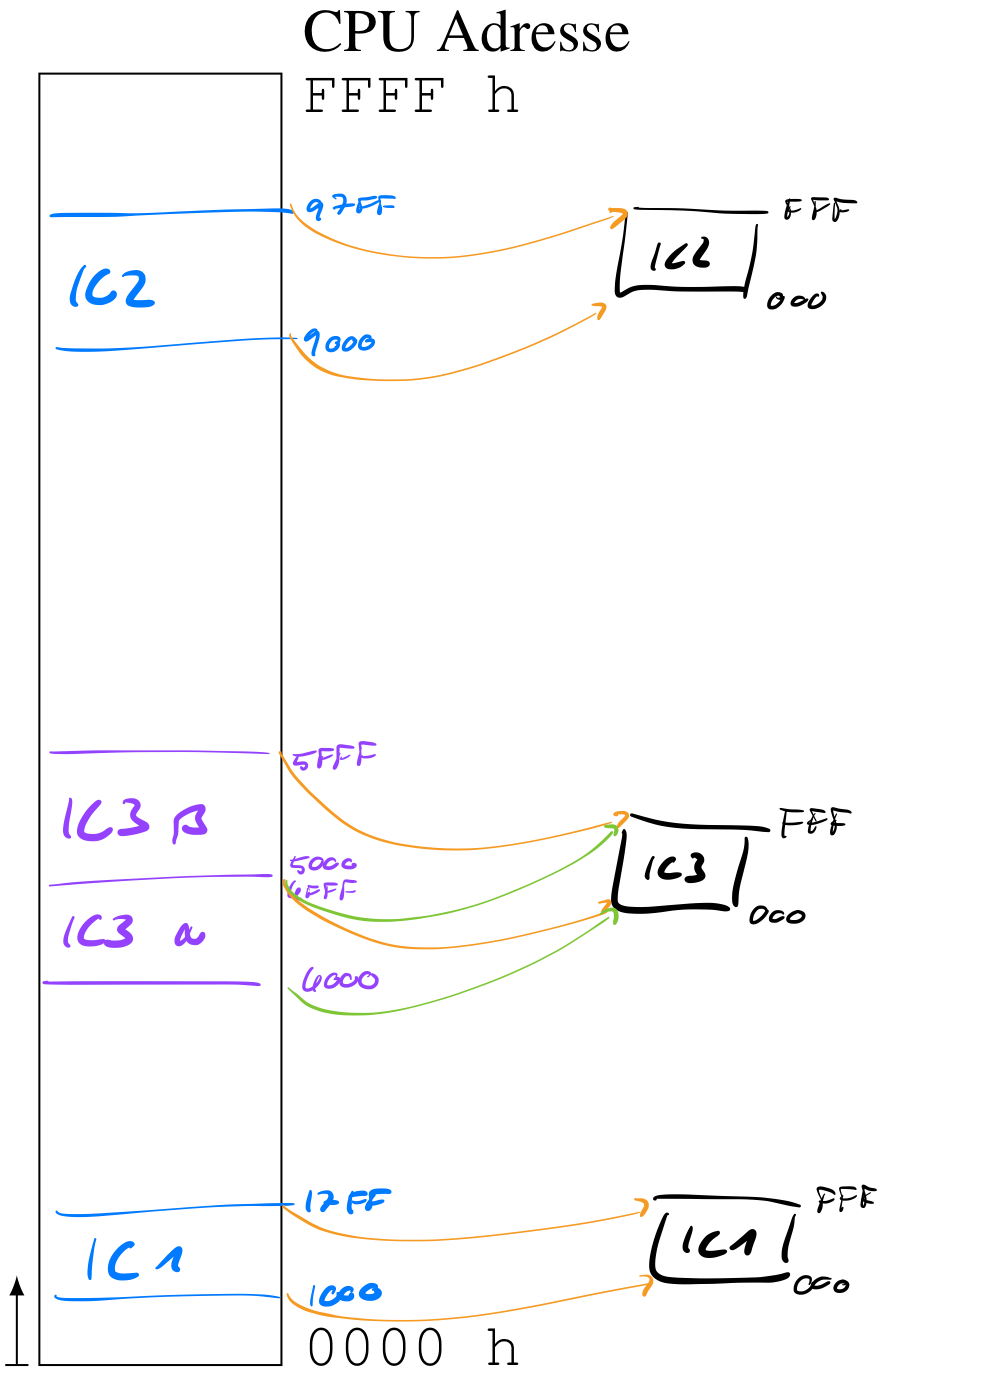 CPU Adresse
FFFF h
97FF
FFF
IC2
IC2
000
9000
5FFF
FFF
IC3 β
IC3
5000
4FFF
000
IC3 α
4000
17FF
FFF
IC1
IC1
1000
000
0000 h